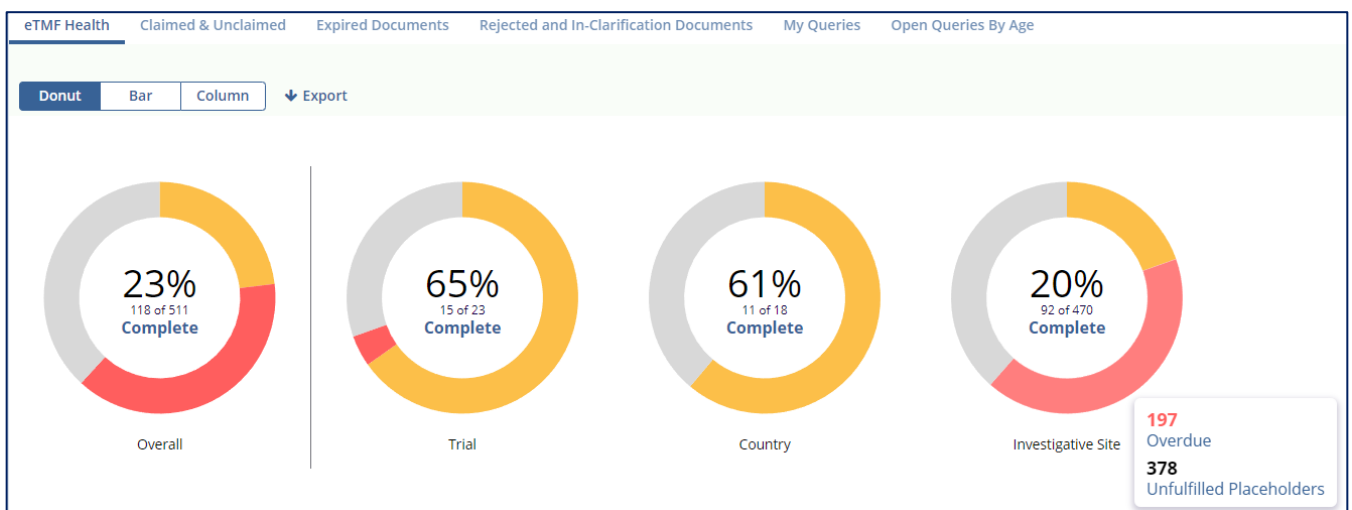 eTMF Health Claimed & Unclaimed Expired Documents Rejected and In-Clarification Documents My Queries Open Queries By Age
Donut Bar Column Export
23%
118 of 511
Complete
Overall
65%
15 of 23
Complete
Trial
61%
11 of 18
Complete
Country
20%
92 of 470
Complete
Investigative Site
197
Overdue
378
Unfulfilled Placeholders